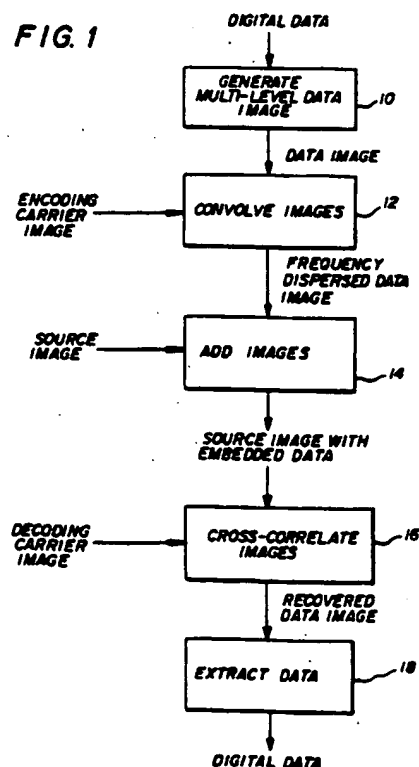 FIG. 1
DIGITAL DATA
GENERATE
MULTI-LEVEL DATA
IMAGE
10
DATA IMAGE
ENCODING
CARRIER
IMAGE
CONVOLVE IMAGES
12
FREQUENCY
DISPERSED DATA
IMAGE
SOURCE
IMAGE
ADD IMAGES
14
SOURCE IMAGE WITH
EMBEDDED DATA
DECODING
CARRIER
IMAGE
CROSS-CORRELATE
IMAGES
16
RECOVERED
DATA IMAGE
EXTRACT DATA
18
DIGITAL DATA